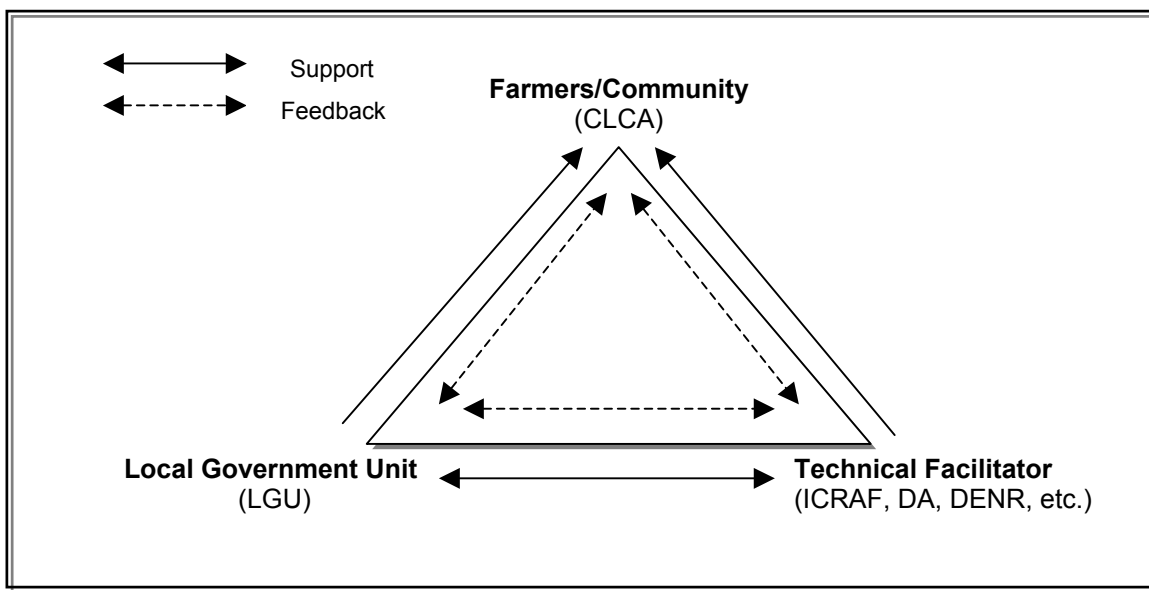 Support
Feedback
Farmers/Community
(CLCA)
Local Government Unit
(LGU)
Technical Facilitator
(ICRAF, DA, DENR, etc.)